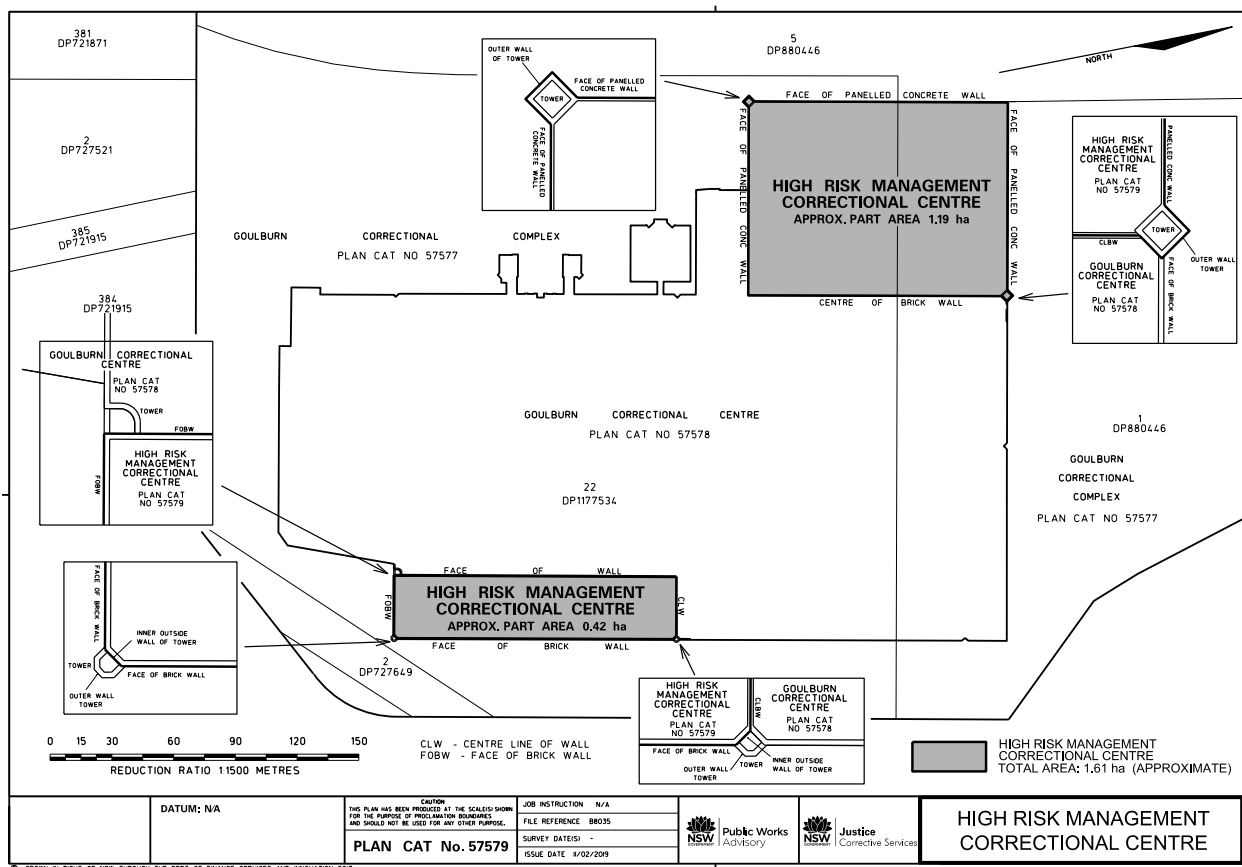 381
DP721871
2
DP727521
385
DP721915
384
DP721915
5
DP880446
NORTH
OUTER WALL
OF TOWER
TOWER
FACE OF PANELLED
CONCRETE WALL
FACE OF PANELLED
CONCRETE WALL
FACE OF PANELLED CONCRETE WALL
FACE OF PANELLED CONC WALL
FACE OF PANELLED CONC WALL
HIGH RISK MANAGEMENT
CORRECTIONAL CENTRE
APPROX. PART AREA 1.19 ha
CENTRE OF BRICK WALL
HIGH RISK
MANAGEMENT
CORRECTIONAL
CENTRE
PLAN CAT
NO 57579
PANELLED CONC WALL
TOWER
CLBW
OUTER WALL
TOWER
GOULBURN
CORRECTIONAL
CENTRE
PLAN CAT
NO 57578
FACE OF BRICK WALL
GOULBURN CORRECTIONAL COMPLEX
PLAN CAT NO 57577
GOULBURN CORRECTIONAL
CENTRE
PLAN CAT
NO 57578
TOWER
FOBW
HIGH RISK
MANAGEMENT
CORRECTIONAL
CENTRE
PLAN CAT
NO 57579
FOBW
GOULBURN CORRECTIONAL CENTRE
PLAN CAT NO 57578
22
DP1177534
1
DP880446
GOULBURN
CORRECTIONAL
COMPLEX
PLAN CAT NO 57577
FACE OF WALL
FOBW
HIGH RISK MANAGEMENT
CORRECTIONAL CENTRE
APPROX. PART AREA 0.42 ha
CLW
FACE OF BRICK WALL
2
DP727649
FACE OF BRICK WALL
INNER OUTSIDE
WALL OF TOWER
TOWER
FACE OF BRICK WALL
OUTER WALL
TOWER
HIGH RISK
MANAGEMENT
CORRECTIONAL
CENTRE
PLAN CAT
NO 57579
CLBW
GOULBURN
CORRECTIONAL
CENTRE
PLAN CAT
NO 57578
FACE OF BRICK WALL
OUTER WALL
TOWER
TOWER
INNER OUTSIDE
WALL OF TOWER
0 15 30 60 90 120 150
REDUCTION RATIO 1:1500 METRES
CLW - CENTRE LINE OF WALL
FOBW - FACE OF BRICK WALL
HIGH RISK MANAGEMENT
CORRECTIONAL CENTRE
TOTAL AREA: 1.61 ha (APPROXIMATE)
DATUM: N/A
CAUTION
THIS PLAN HAS BEEN PRODUCED AT THE SCALE(S) SHOWN
FOR THE PURPOSE OF PROCLAMATION BOUNDARIES
AND SHOULD NOT BE USED FOR ANY OTHER PURPOSE.
PLAN CAT No. 57579
JOB INSTRUCTION N/A
FILE REFERENCE B8035
SURVEY DATE(S) -
ISSUE DATE 11/02/2019
NSW
GOVERNMENT
Public Works
Advisory
NSW
GOVERNMENT
Justice
Corrective Services
HIGH RISK MANAGEMENT
CORRECTIONAL CENTRE